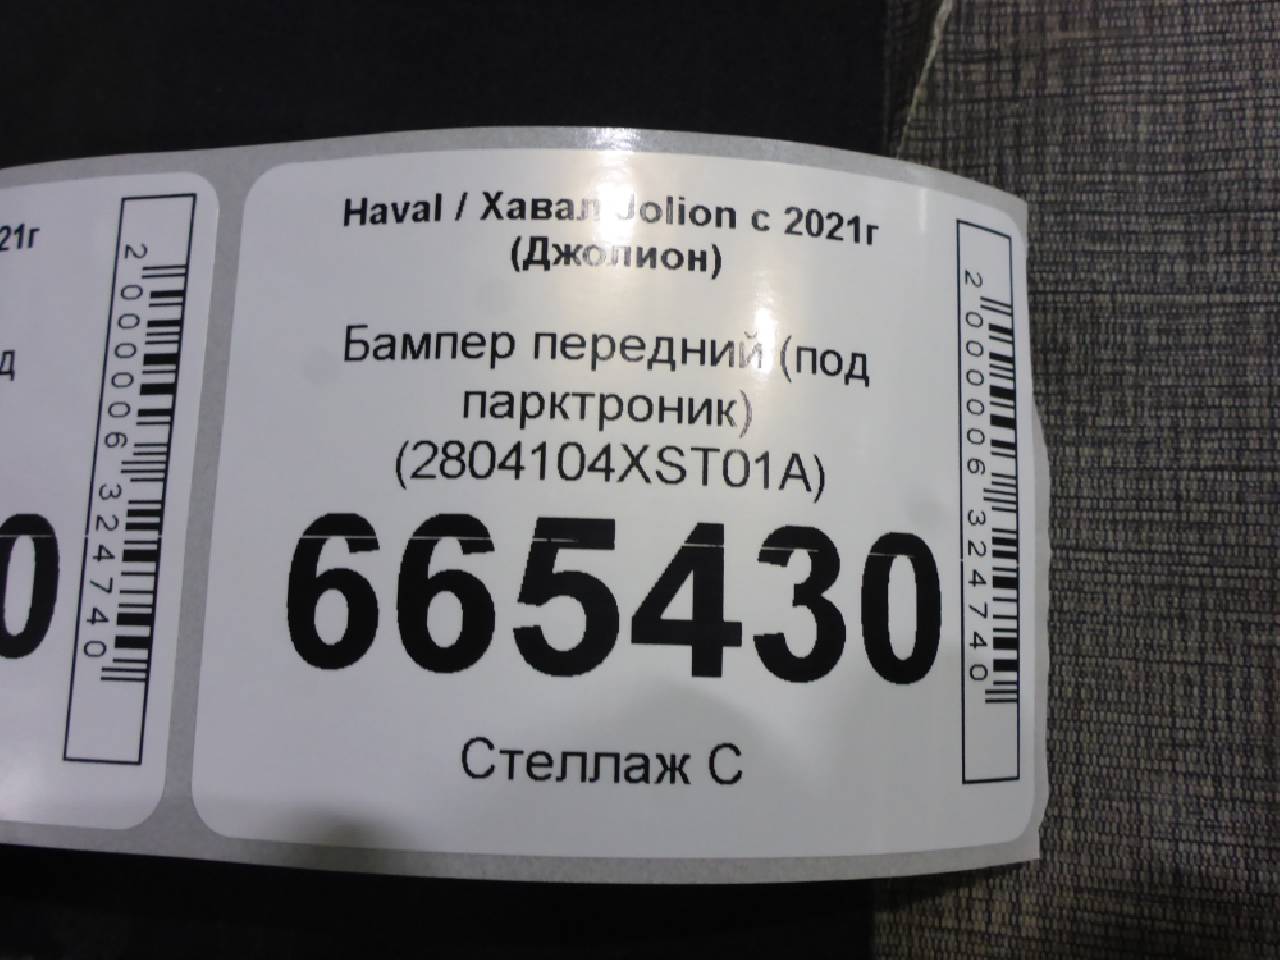 Haval / Хавал Jolion с 2021г
(Джолион)
Бампер передний (под
парктроник)
(2804104XST01A)
665430
Стеллаж С
2000006324740
21г
д
0
2000006324740